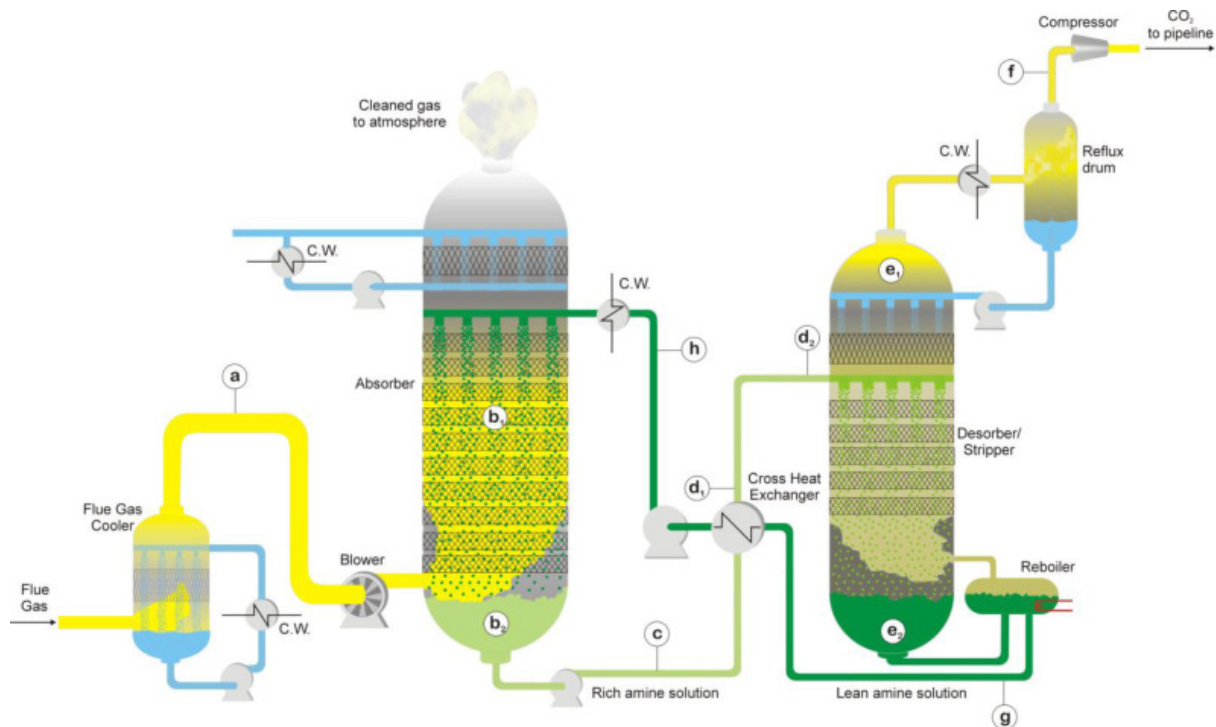 Compressor
CO₂
to pipeline
f
Cleaned gas
to atmosphere
C.W.
Reflux
drum
C.W.
C.W.
e₁
h
d₂
a
Absorber
b₁
Desorber/
Stripper
d₁
Cross Heat
Exchanger
Flue Gas
Cooler
Blower
Reboiler
Flue
Gas
C.W.
b₂
c
e₂
Rich amine solution
Lean amine solution
g